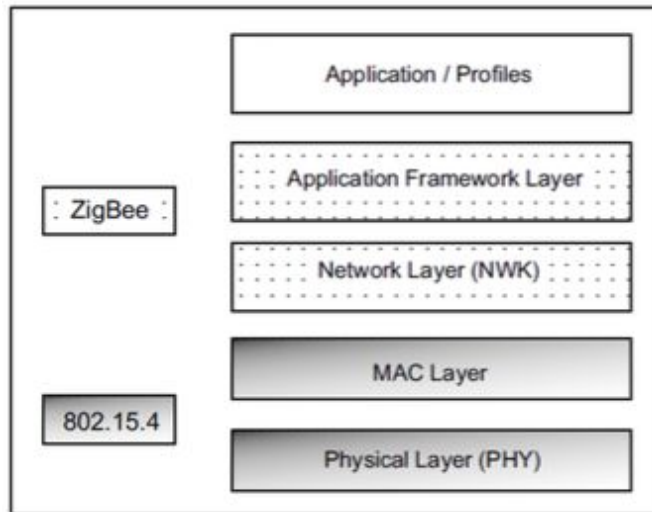 Application / Profiles
Application Framework Layer
ZigBee
Network Layer (NWK)
MAC Layer
802.15.4
Physical Layer (PHY)